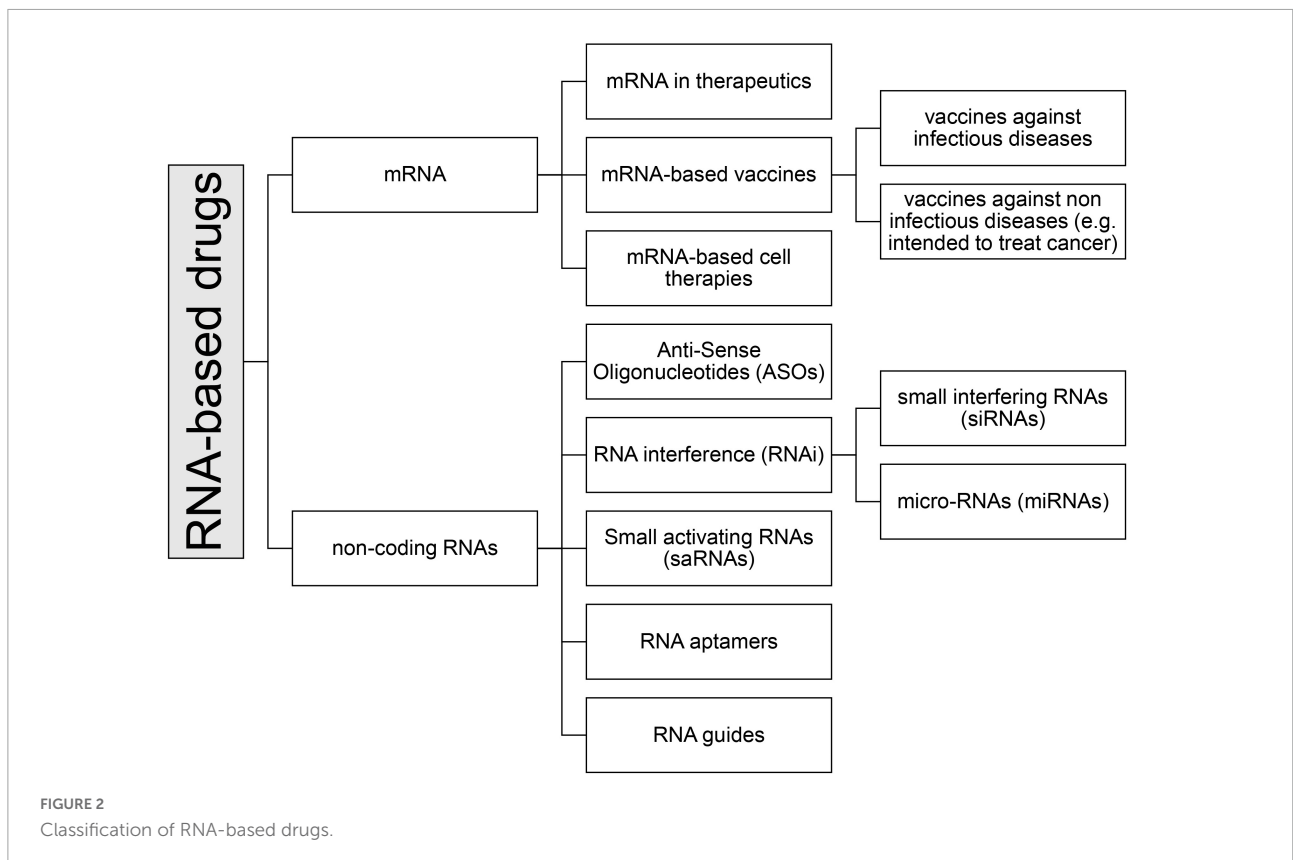 RNA-based drugs
mRNA
mRNA in therapeutics
mRNA-based vaccines
vaccines against
infectious diseases
vaccines against non
infectious diseases (e.g.
intended to treat cancer)
mRNA-based cell
therapies
non-coding RNAs
Anti-Sense
Oligonucleotides (ASOs)
RNA interference (RNAi)
small interfering RNAs
(siRNAs)
micro-RNAs (miRNAs)
Small activating RNAs
(saRNAs)
RNA aptamers
RNA guides
FIGURE 2
Classification of RNA-based drugs.